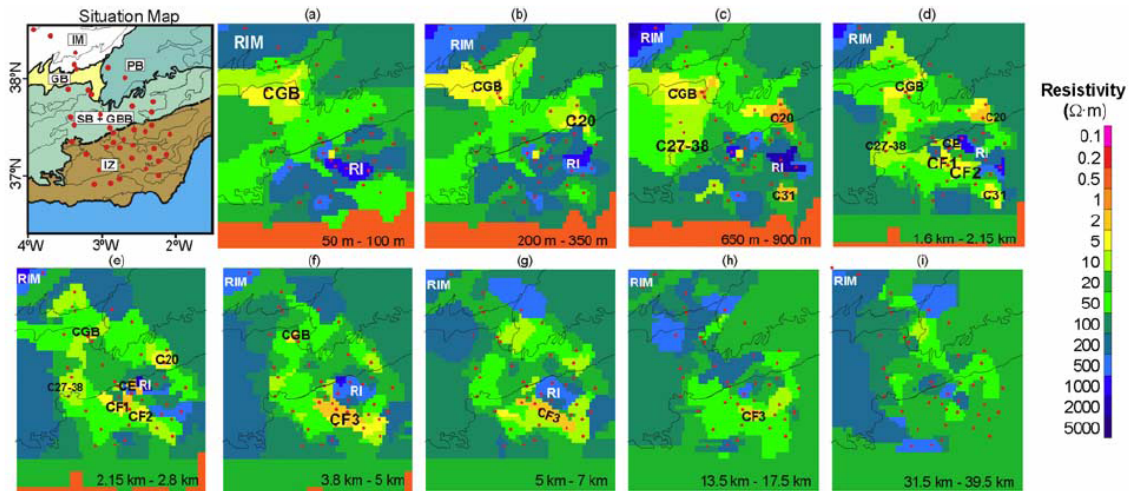 Situation Map
IM
PB
GB
SB
GBB
IZ
38ºN
37ºN
4ºW
3ºW
2ºW
(a)
RIM
CGB
RI
50 m - 100 m
(b)
RIM
CGB
C20
RI
200 m - 350 m
(c)
RIM
CGB
C20
C27-38
RI
C31
650 m - 900 m
(d)
RIM
CGB
C20
C27-38
CE
RI
CF1
CF2
C31
1.6 km - 2.15 km
Resistivity
(Ω·m)
0.1
0.2
0.5
1
2
5
10
20
50
100
200
500
1000
2000
5000
(e)
RIM
CGB
C20
C27-38
CE
RI
CF1
CF2
2.15 km - 2.8 km
(f)
RIM
CGB
RI
CF3
3.8 km - 5 km
(g)
RIM
RI
CF3
5 km - 7 km
(h)
RIM
CF3
13.5 km - 17.5 km
(i)
RIM
31.5 km - 39.5 km